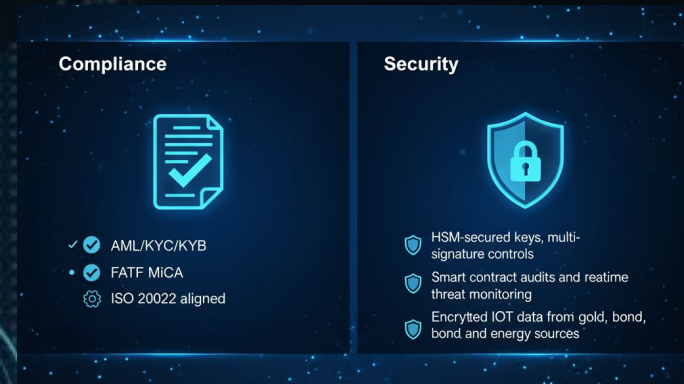 Compliance
AML/KYC/KYB
FATF MiCA
ISO 20022 aligned
Security
HSM-secured keys, multi-
signature controls
Smart contract audits and reatime
threat monitoring
Encrytted IOT data from gold, bond,
bond, and energy sources